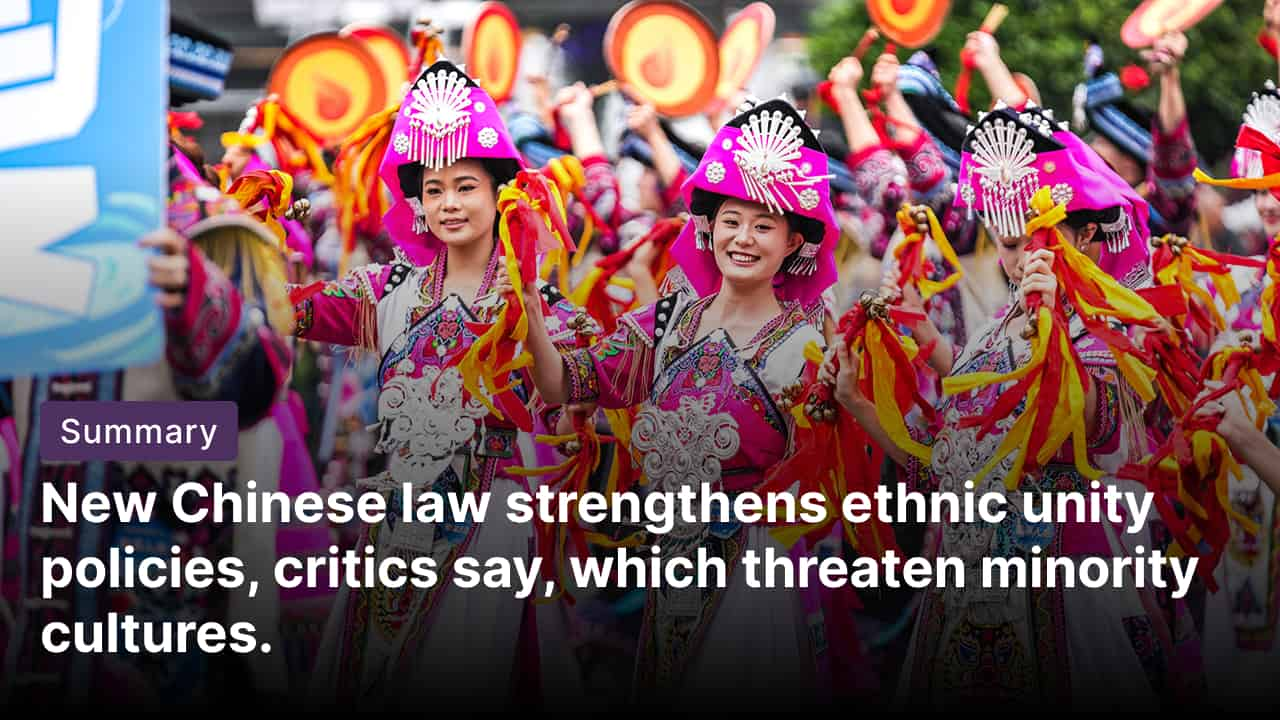 Summary
New Chinese law strengthens ethnic unity
policies, critics say, which threaten minority
cultures.